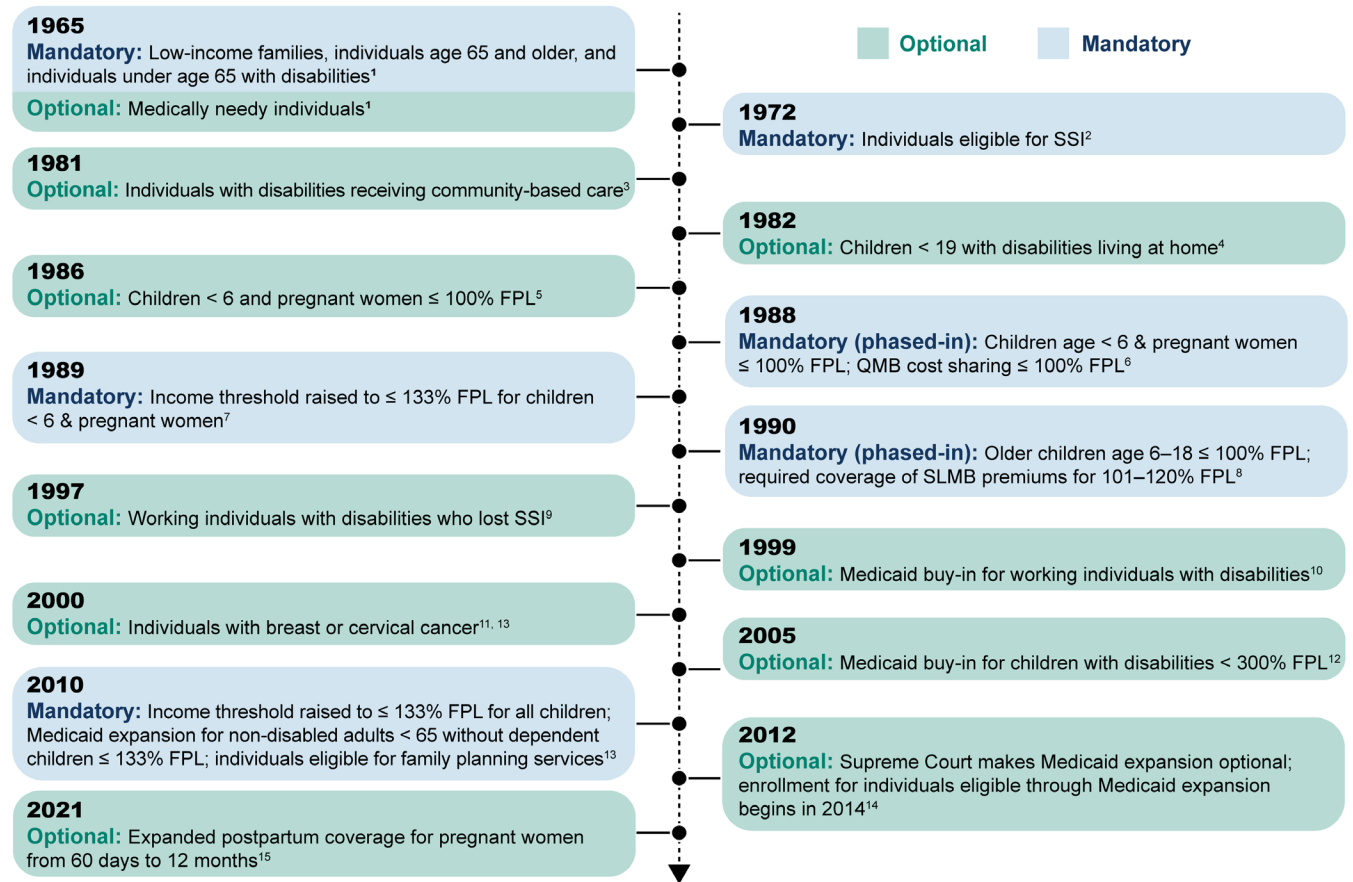 Optional
Mandatory
1965
Mandatory: Low-income families, individuals age 65 and older, and
individuals under age 65 with disabilities¹
Optional: Medically needy individuals¹
1972
Mandatory: Individuals eligible for SSI²
1981
Optional: Individuals with disabilities receiving community-based care³
1982
Optional: Children < 19 with disabilities living at home⁴
1986
Optional: Children < 6 and pregnant women ≤ 100% FPL⁵
1988
Mandatory (phased-in): Children age < 6 & pregnant women
≤ 100% FPL; QMB cost sharing ≤ 100% FPL⁶
1989
Mandatory: Income threshold raised to ≤ 133% FPL for children
< 6 & pregnant women⁷
1990
Mandatory (phased-in): Older children age 6–18 ≤ 100% FPL;
required coverage of SLMB premiums for 101–120% FPL⁸
1997
Optional: Working individuals with disabilities who lost SSI⁹
1999
Optional: Medicaid buy-in for working individuals with disabilities¹⁰
2000
Optional: Individuals with breast or cervical cancer¹¹, ¹³
2005
Optional: Medicaid buy-in for children with disabilities < 300% FPL¹²
2010
Mandatory: Income threshold raised to ≤ 133% FPL for all children;
Medicaid expansion for non-disabled adults < 65 without dependent
children ≤ 133% FPL; individuals eligible for family planning services¹³
2012
Optional: Supreme Court makes Medicaid expansion optional;
enrollment for individuals eligible through Medicaid expansion
begins in 2014¹⁴
2021
Optional: Expanded postpartum coverage for pregnant women
from 60 days to 12 months¹⁵